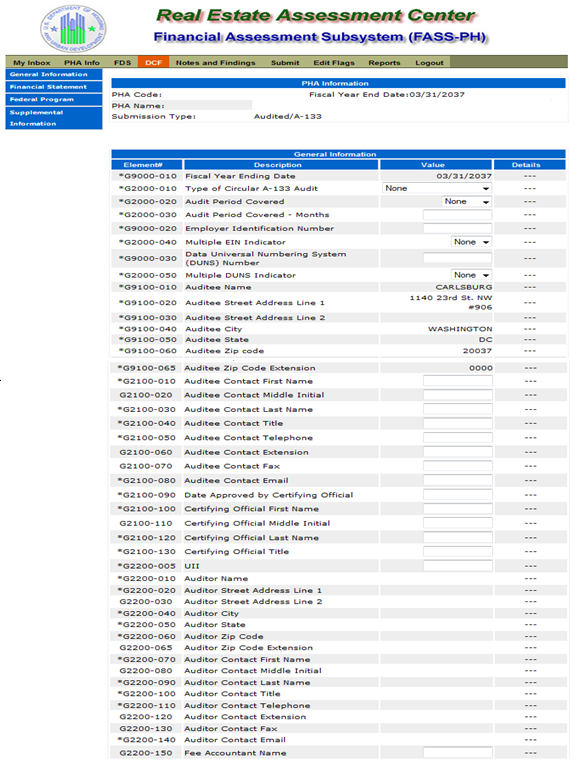 U.S. DEPARTMENT OF HOUSING AND URBAN DEVELOPMENT
Real Estate Assessment Center
Financial Assessment Subsystem (FASS-PH)
My Inbox PHA Info FDS DCF Notes and Findings Submit Edit Flags Reports Logout
General Information
Financial Statement
Federal Program
Supplemental
Information
PHA Information
PHA Code: Fiscal Year End Date:03/31/2037
PHA Name:
Submission Type: Audited/A-133
General Information
Element# Description Value Details
*G9000-010 Fiscal Year Ending Date 03/31/2037 ---
*G2000-010 Type of Circular A-133 Audit None ---
*G2000-020 Audit Period Covered None ---
*G2000-030 Audit Period Covered - Months ---
*G9000-020 Employer Identification Number ---
*G2000-040 Multiple EIN Indicator None ---
*G9000-030 Data Universal Numbering System
(DUNS) Number ---
*G2000-050 Multiple DUNS Indicator None ---
*G9100-010 Auditee Name CARLSBURG ---
*G9100-020 Auditee Street Address Line 1 1140 23rd St. NW
#906 ---
*G9100-030 Auditee Street Address Line 2 ---
*G9100-040 Auditee City WASHINGTON ---
*G9100-050 Auditee State DC ---
*G9100-060 Auditee Zip code 20037 ---
*G9100-065 Auditee Zip Code Extension 0000 ---
*G2100-010 Auditee Contact First Name ---
G2100-020 Auditee Contact Middle Initial ---
*G2100-030 Auditee Contact Last Name ---
*G2100-040 Auditee Contact Title ---
*G2100-050 Auditee Contact Telephone ---
G2100-060 Auditee Contact Extension ---
G2100-070 Auditee Contact Fax ---
*G2100-080 Auditee Contact Email ---
*G2100-090 Date Approved by Certifying Official ---
*G2100-100 Certifying Official First Name ---
G2100-110 Certifying Official Middle Initial ---
*G2100-120 Certifying Official Last Name ---
*G2100-130 Certifying Official Title ---
*G2200-005 UII ---
*G2200-010 Auditor Name ---
*G2200-020 Auditor Street Address Line 1 ---
G2200-030 Auditor Street Address Line 2 ---
*G2200-040 Auditor City ---
*G2200-050 Auditor State ---
*G2200-060 Auditor Zip Code ---
G2200-065 Auditor Zip Code Extension ---
*G2200-070 Auditor Contact First Name ---
G2200-080 Auditor Contact Middle Initial ---
*G2200-090 Auditor Contact Last Name ---
*G2200-100 Auditor Contact Title ---
*G2200-110 Auditor Contact Telephone ---
G2200-120 Auditor Contact Extension ---
G2200-130 Auditor Contact Fax ---
*G2200-140 Auditor Contact Email ---
G2200-150 Fee Accountant Name ---